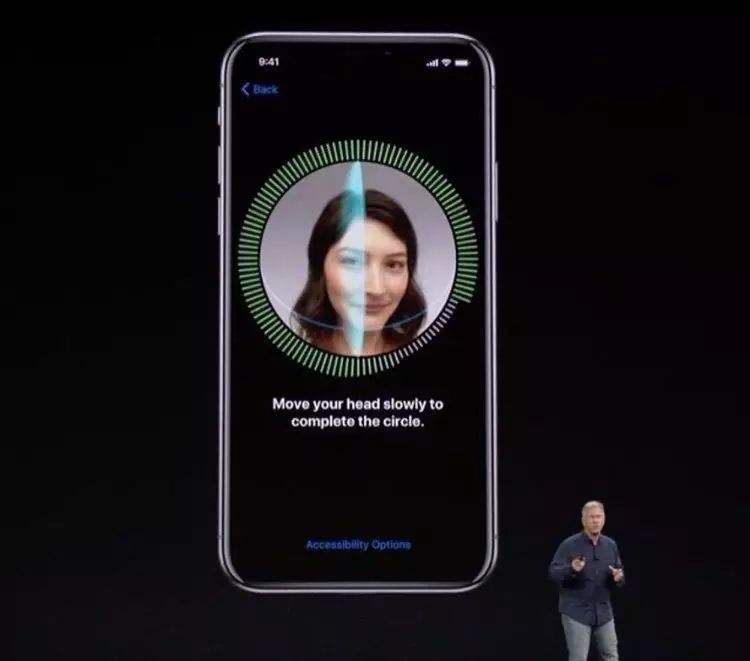 9:41
Back
Move your head slowly to
complete the circle.
Accessibility Options